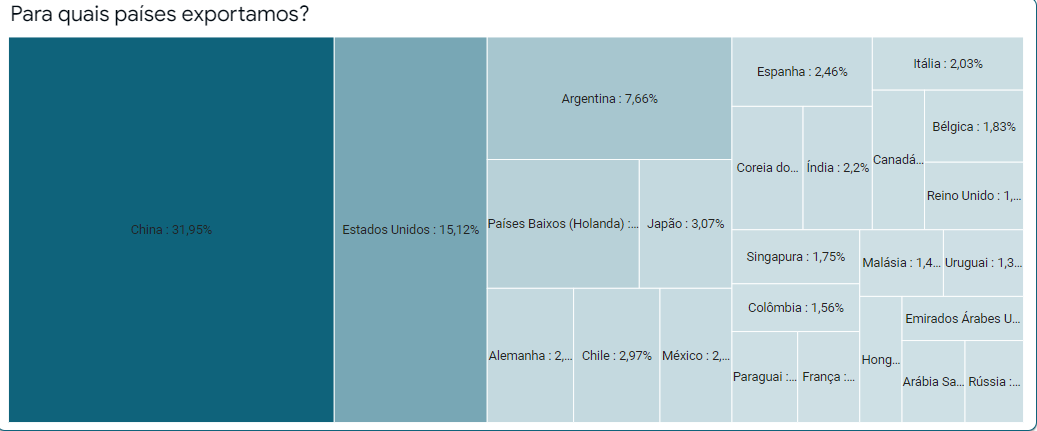 Para quais países exportamos?
China : 31,95%
Estados Unidos : 15,12%
Argentina : 7,66%
Países Baixos (Holanda) :...
Japão : 3,07%
Alemanha : 2,...
Chile : 2,97%
México : 2,...
Espanha : 2,46%
Coreia do...
Índia : 2,2%
Itália : 2,03%
Canadá...
Bélgica : 1,83%
Reino Unido : 1,...
Singapura : 1,75%
Colômbia : 1,56%
Paraguai :...
França :...
Malásia : 1,4...
Uruguai : 1,3...
Hong...
Emirados Árabes U...
Arábia Sa...
Rússia :...